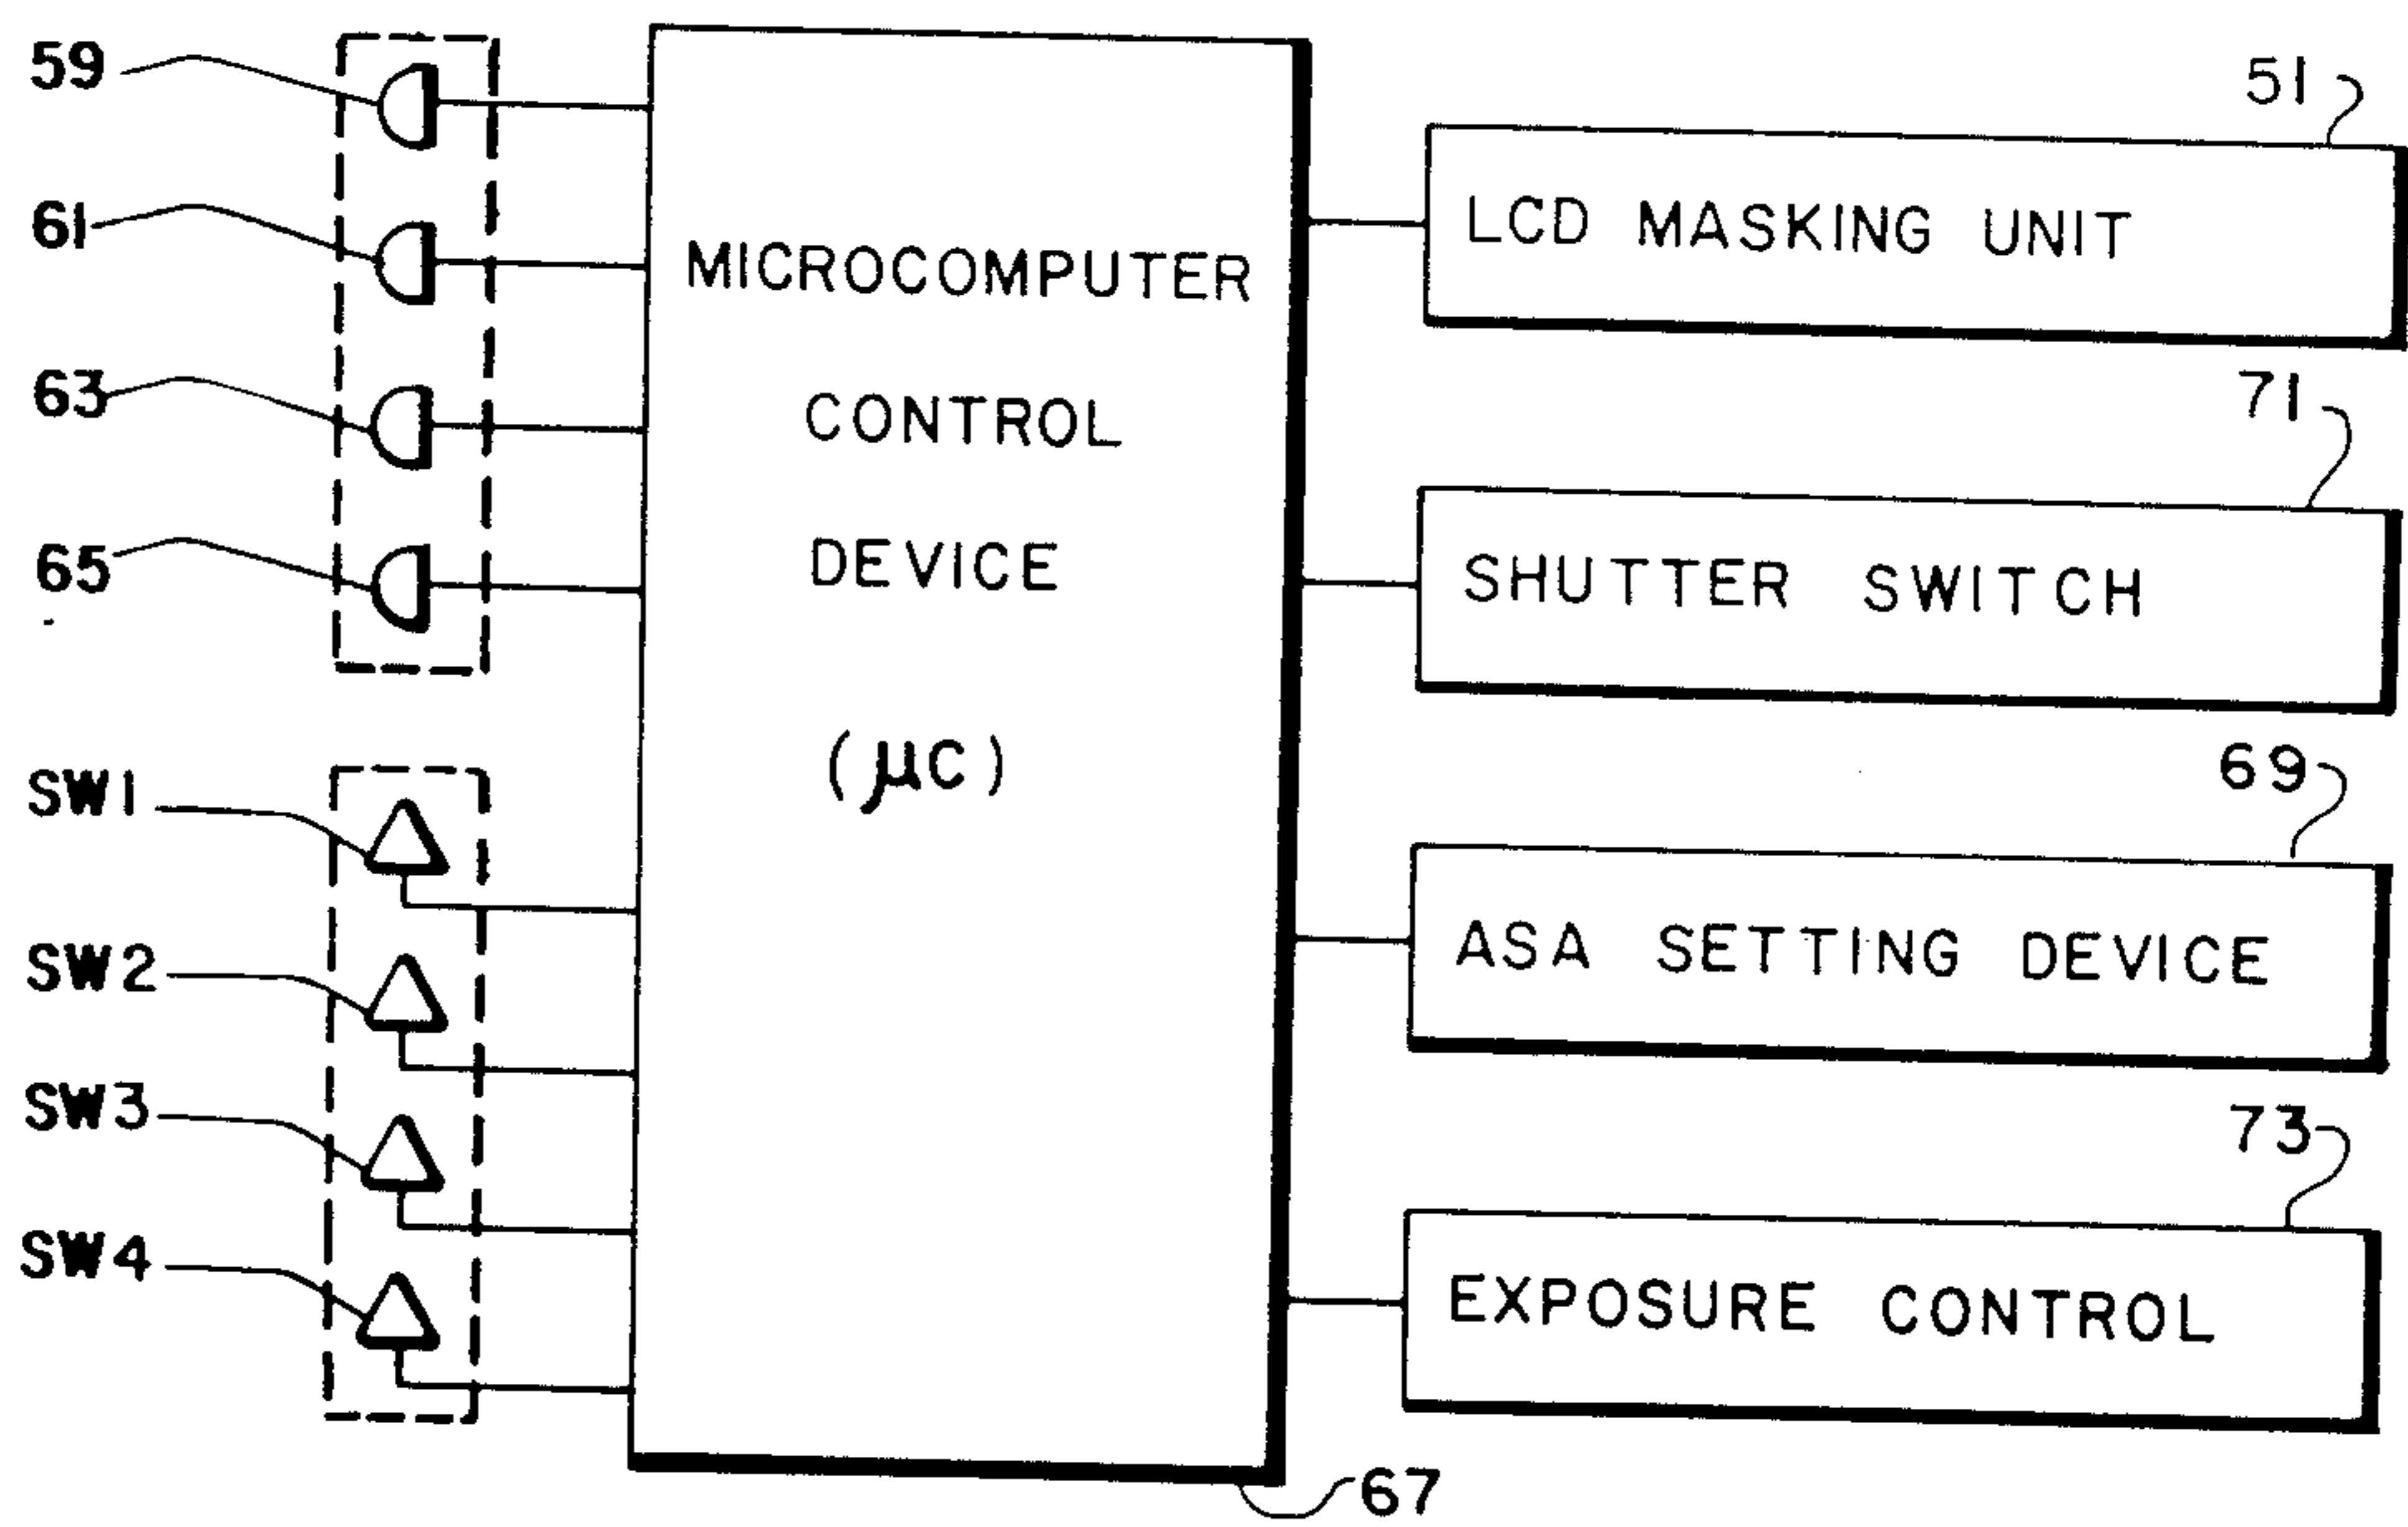 59
61
63
65
SW1
SW2
SW3
SW4
MICROCOMPUTER
CONTROL
DEVICE
(μC)
67
51
LCD MASKING UNIT
71
SHUTTER SWITCH
69
ASA SETTING DEVICE
73
EXPOSURE CONTROL